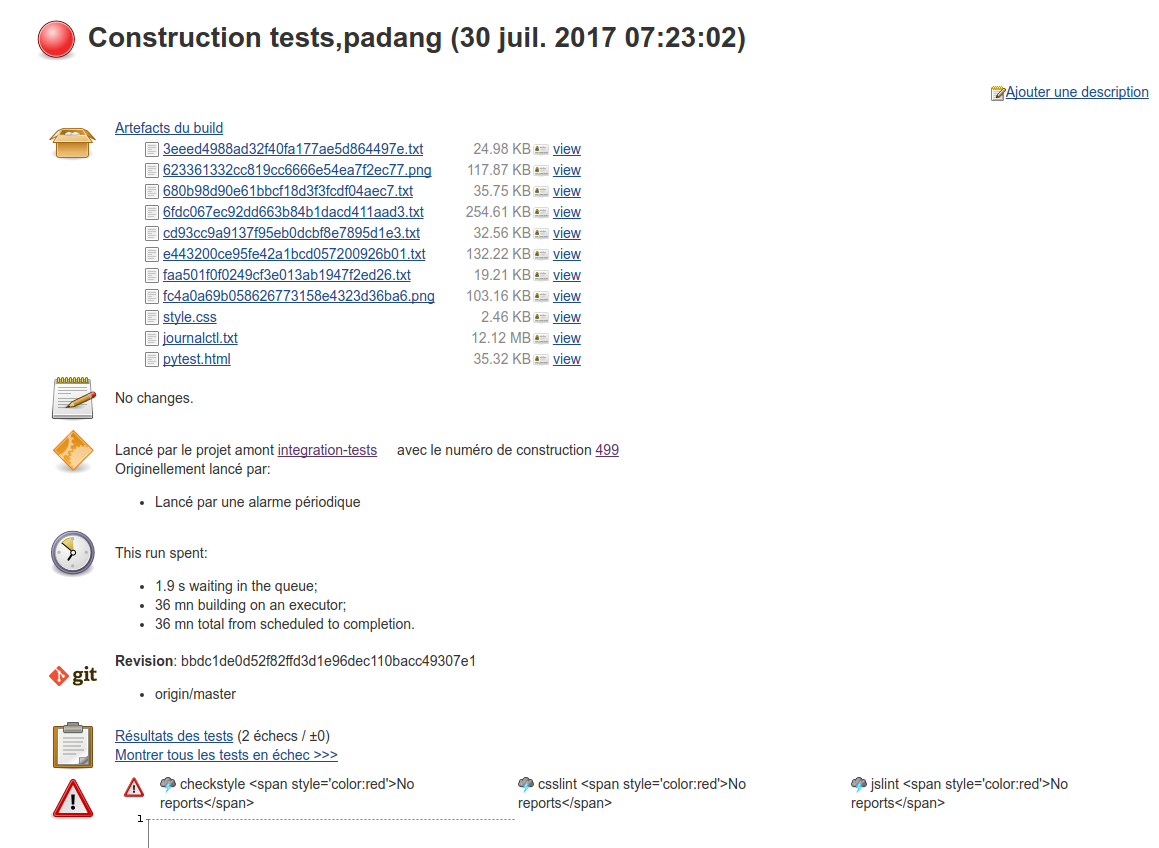 Construction tests,padang (30 juil. 2017 07:23:02)
Ajouter une description
Artefacts du build
3eeed4988ad32f40fa177ae5d864497e.txt 24.98 KB view
623361332cc819cc6666e54ea7f2ec77.png 117.87 KB view
680b98d90e61bbcf18d3f3fcdf04aec7.txt 35.75 KB view
6fdc067ec92dd663b84b1dacd411aad3.txt 254.61 KB view
cd93cc9a9137f95eb0dcbf8e7895d1e3.txt 32.56 KB view
e443200ce95fe42a1bcd057200926b01.txt 132.22 KB view
faa501f0f0249cf3e013ab1947f2ed26.txt 19.21 KB view
fc4a0a69b058626773158e4323d36ba6.png 103.16 KB view
style.css 2.46 KB view
journalctl.txt 12.12 MB view
pytest.html 35.32 KB view
No changes.
Lancé par le projet amont integration-tests avec le numéro de construction 499
Originellement lancé par:
• Lancé par une alarme périodique
This run spent:
• 1.9 s waiting in the queue;
• 36 mn building on an executor;
• 36 mn total from scheduled to completion.
git
Revision: bbdc1de0d52f82ffd3d1e96dec110bacc49307e1
• origin/master
Résultats des tests (2 échecs / ±0)
Montrer tous les tests en échec >>>
checkstyle <span style='color:red'>No
reports</span>
csslint <span style='color:red'>No
reports</span>
jslint <span style='color:red'>No
reports</span>
1